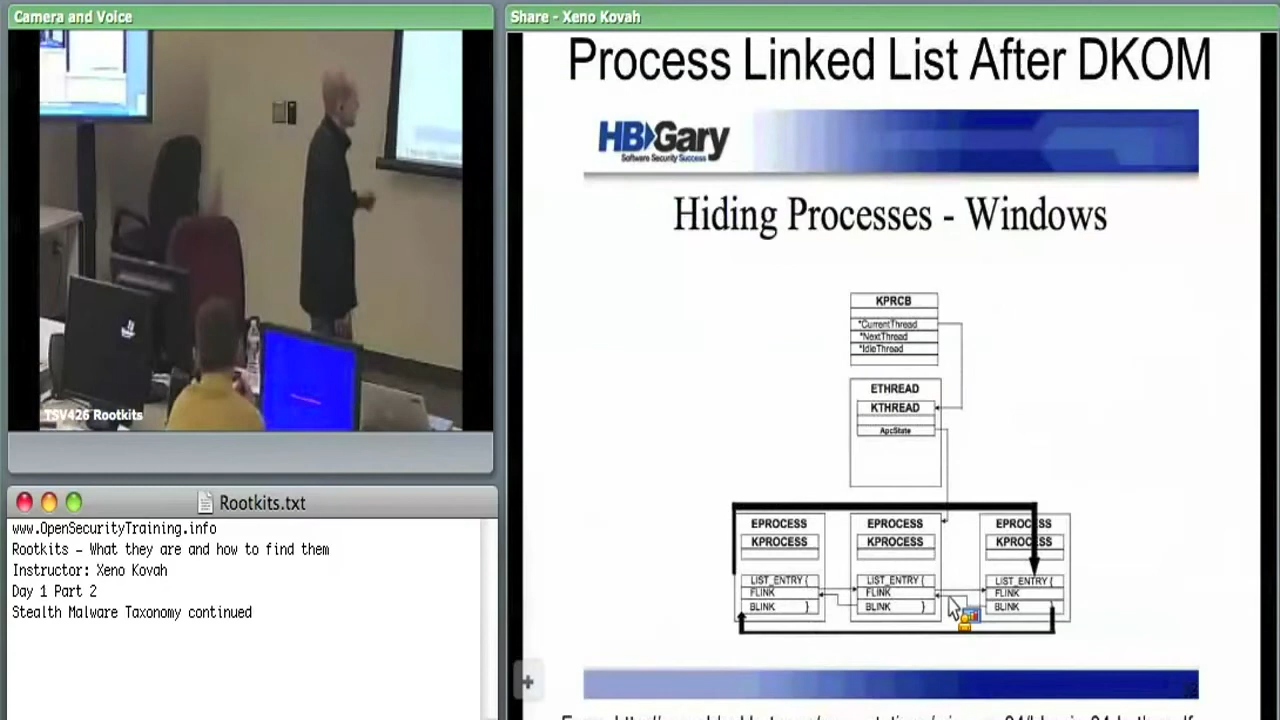 Camera and Voice
TSV426 Rootkits
Rootkits.txt
www.OpenSecurityTraining.info
Rootkits - What they are and how to find them
Instructor: Xeno Kovah
Day 1 Part 2
Stealth Malware Taxonomy continued
Share - Xeno Kovah
Process Linked List After DKOM
HBGary
Software Security Success
Hiding Processes - Windows
KPRCB
*CurrentThread
*NextThread
*IdleThread
ETHREAD
KTHREAD
ApcState
EPROCESS
KPROCESS
LIST_ENTRY {
FLINK
BLINK }
EPROCESS
KPROCESS
LIST_ENTRY {
FLINK
BLINK }
EPROCESS
KPROCESS
LIST_ENTRY {
FLINK
BLINK }